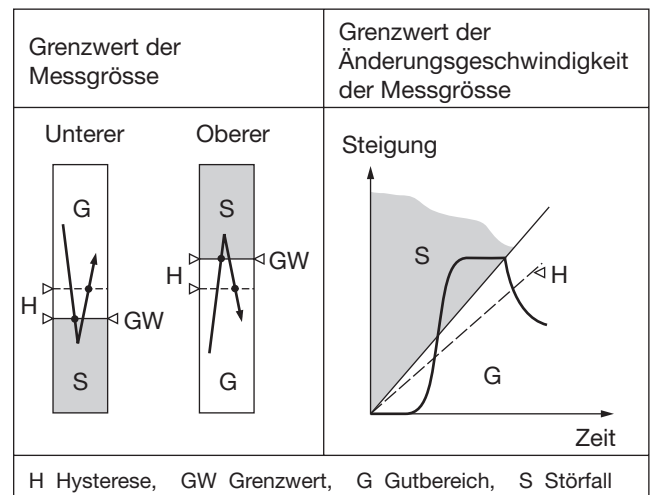 Grenzwert der
Messgrösse
Grenzwert der
Änderungsgeschwindigkeit
der Messgrösse
Unterer
G
H
GW
S
Oberer
S
H
GW
G
Steigung
S
H
G
Zeit
H Hysterese, GW Grenzwert, G Gutbereich, S Störfall